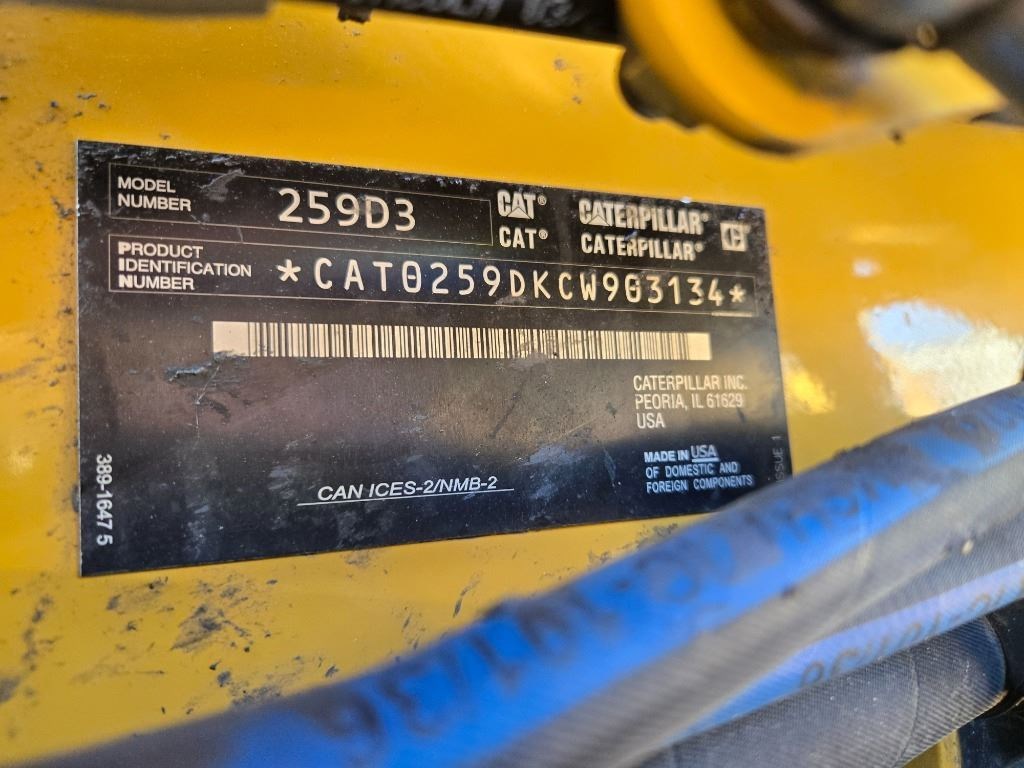 MODEL NUMBER 259D3
CAT® CATERPILLAR®
CAT® CATERPILLAR®
PRODUCT IDENTIFICATION NUMBER *CAT0259DKCW903134*
CATERPILLAR INC.
PEORIA, IL 61629
USA
MADE IN USA
OF DOMESTIC AND
FOREIGN COMPONENTS
CAN ICES-2/NMB-2
389-1647 5
ISSUE 1